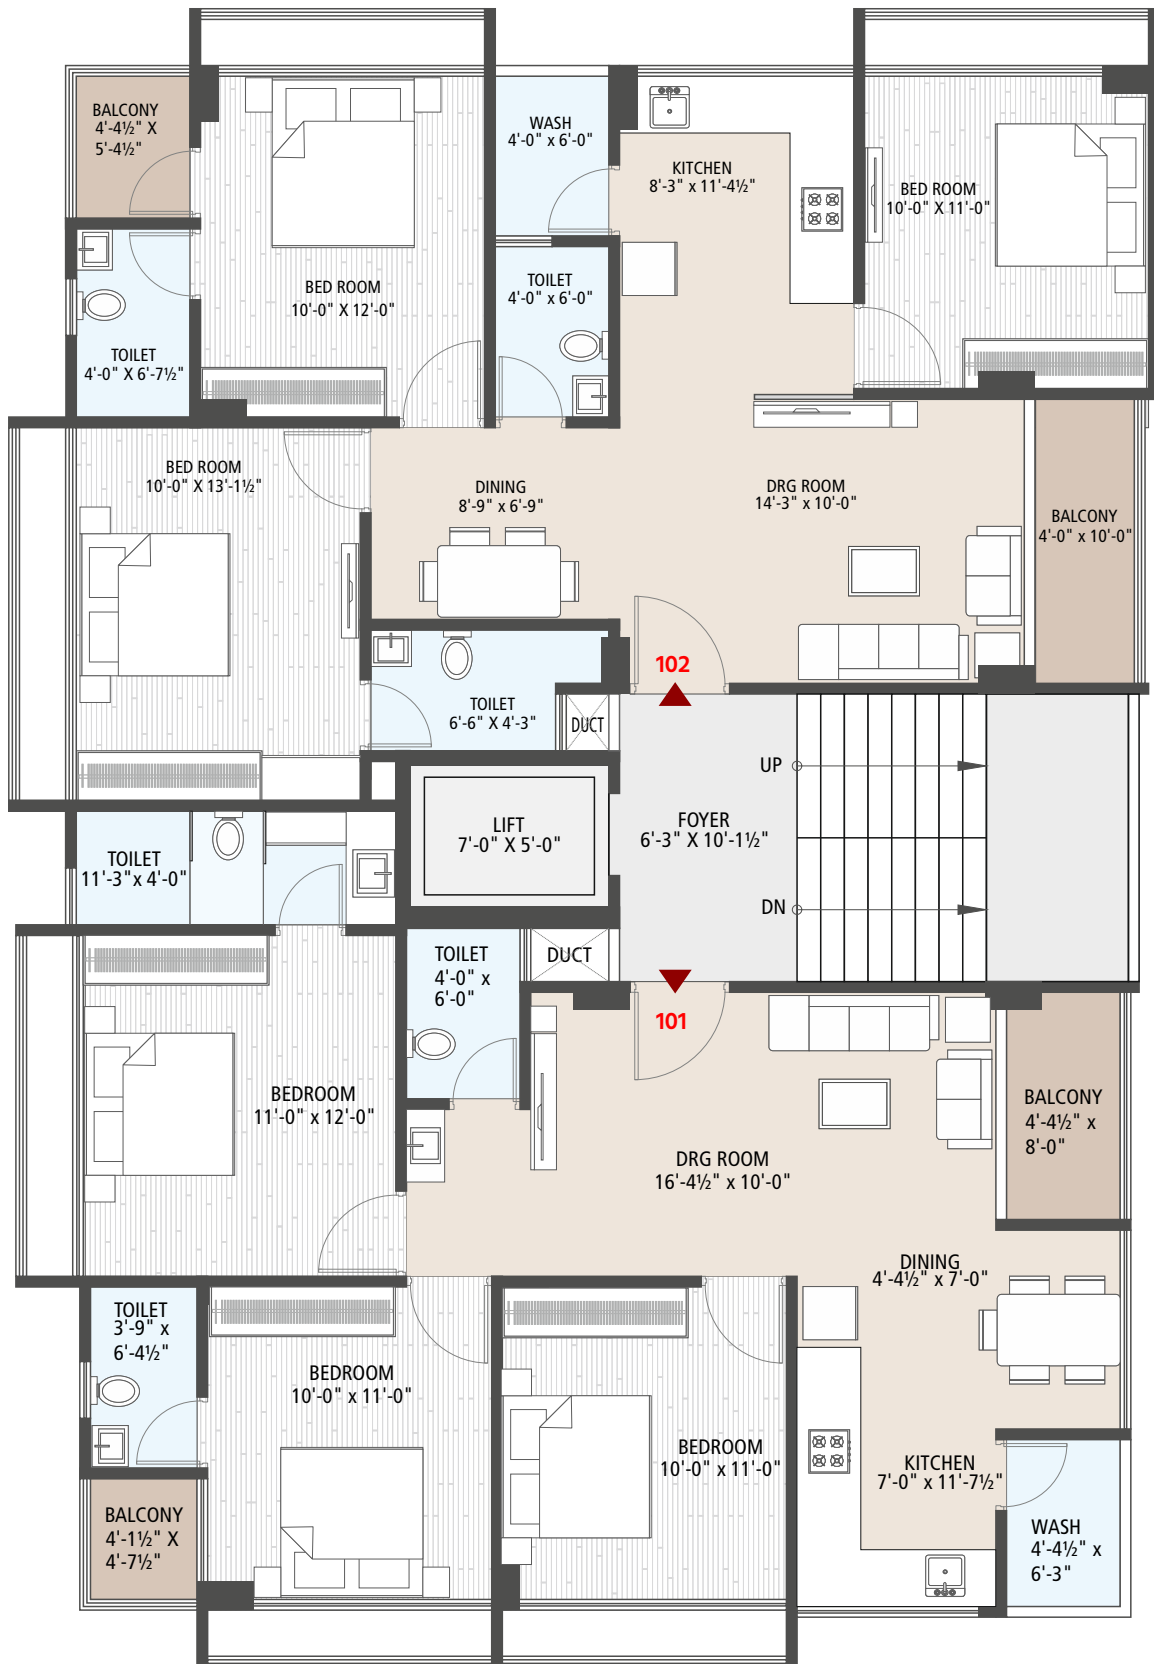 BALCONY
4'-4½" X
5'-4½"
WASH
4'-0" x 6'-0"
KITCHEN
8'-3" x 11'-4½"
BED ROOM
10'-0" X 11'-0"
BED ROOM
10'-0" X 12'-0"
TOILET
4'-0" x 6'-0"
TOILET
4'-0" X 6'-7½"
BED ROOM
10'-0" X 13'-1½"
DINING
8'-9" x 6'-9"
DRG ROOM
14'-3" x 10'-0"
BALCONY
4'-0" x 10'-0"
102
TOILET
6'-6" X 4'-3"
DUCT
UP
LIFT
7'-0" X 5'-0"
FOYER
6'-3" X 10'-1½"
TOILET
11'-3"x 4'-0"
DN
TOILET
4'-0" x
6'-0"
DUCT
101
BEDROOM
11'-0" x 12'-0"
BALCONY
4'-4½" x
8'-0"
DRG ROOM
16'-4½" x 10'-0"
DINING
4'-4½" x 7'-0"
TOILET
3'-9" x
6'-4½"
BEDROOM
10'-0" x 11'-0"
BEDROOM
10'-0" x 11'-0"
KITCHEN
7'-0" x 11'-7½"
BALCONY
4'-1½" X
4'-7½"
WASH
4'-4½" x
6'-3"